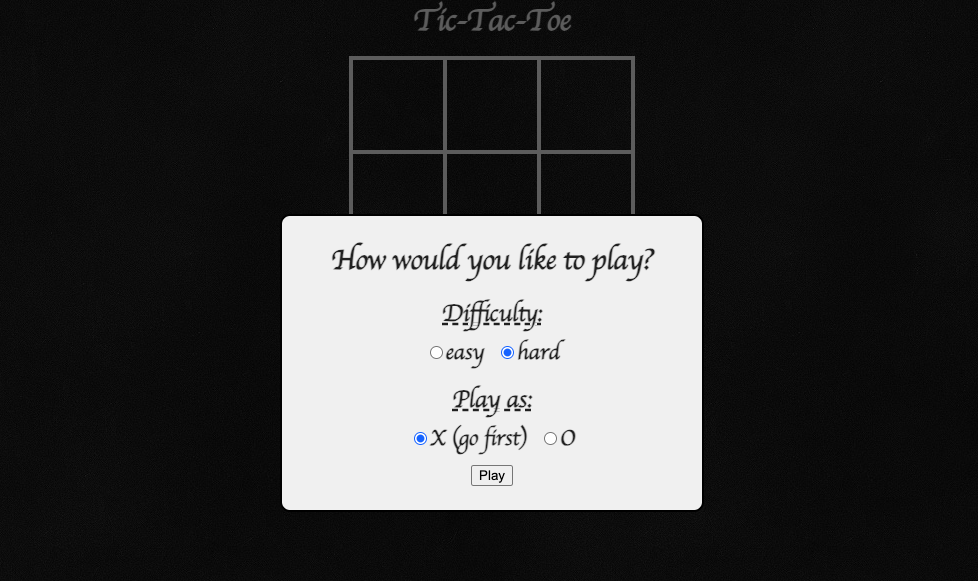 Tic-Tac-Toe
How would you like to play?
Difficulty:
easy hard
Play as:
X (go first) O
Play